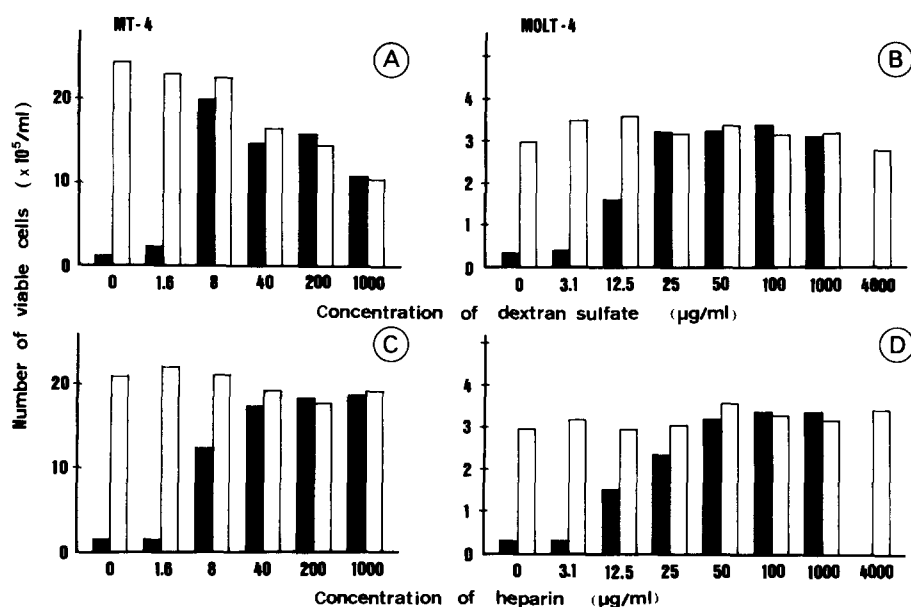 MT-4
MOLT-4
A
B
20
10
0
5
4
3
2
1
0
0 1.6 8 40 200 1000
0 3.1 12.5 25 50 100 1000 4000
Concentration of dextran sulfate (µg/ml)
Number of viable cells (x10⁵/ml)
C
D
20
10
0
4
3
2
1
0
0 1.6 8 40 200 1000
0 3.1 12.5 25 50 100 1000 4000
Concentration of heparin (µg/ml)